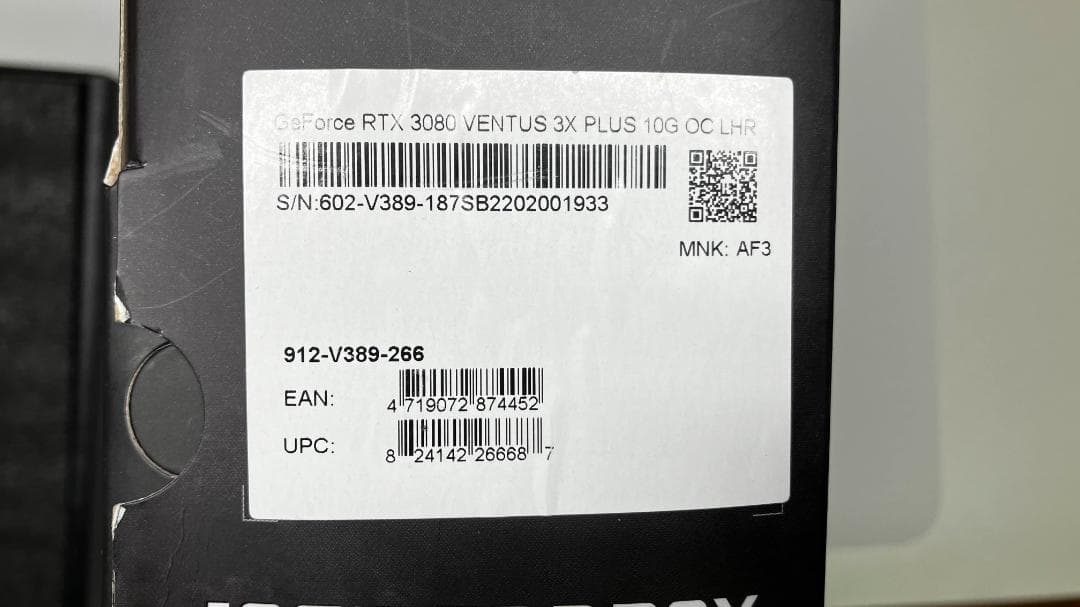 GeForce RTX 3080 VENTUS 3X PLUS 10G OC LHR
S/N:602-V389-187SB2202001933
MNK: AF3
912-V389-266
EAN:
4 719072 874452
UPC:
8 24142 26668 7